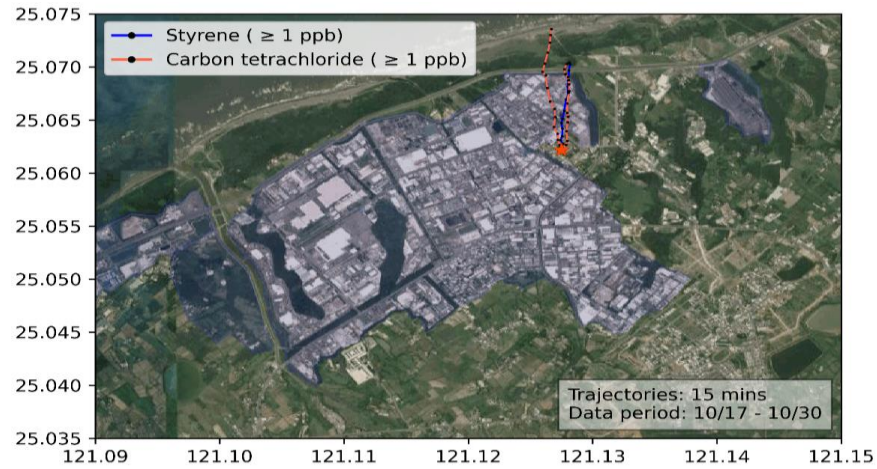 25.075
25.070
25.065
25.060
25.055
25.050
25.045
25.040
25.035
Styrene ( ≥ 1 ppb)
Carbon tetrachloride ( ≥ 1 ppb)
Trajectories: 15 mins
Data period: 10/17 - 10/30
121.09 121.10 121.11 121.12 121.13 121.14 121.15